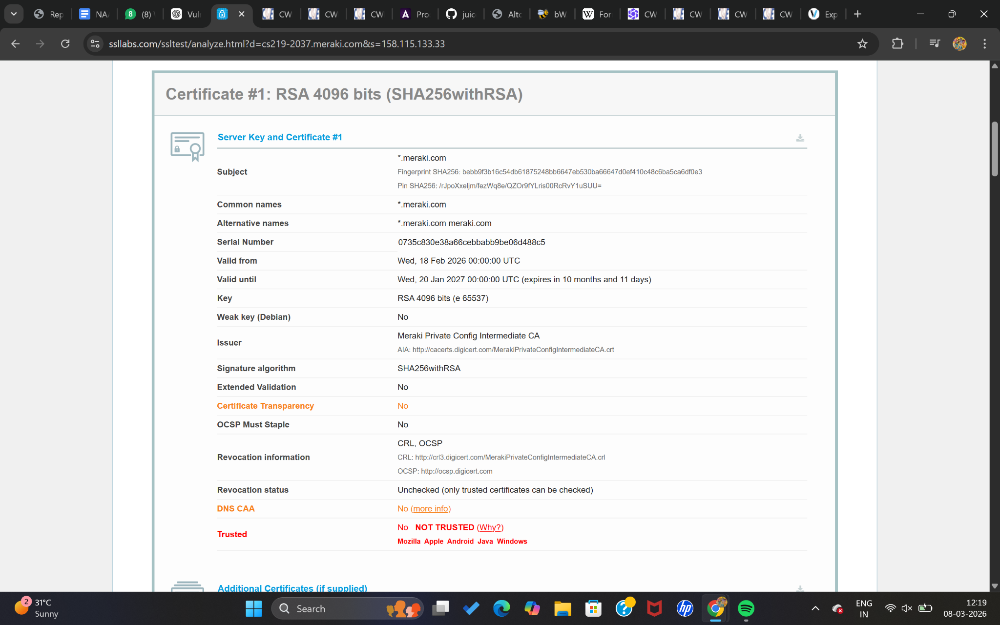 Rep
NA
8
(8)
Vuln
CW
CW
CW
A
Pro
juic
Alto
bW
W
For
CW
CW
CW
CW
Exp
ssllabs.com/ssltest/analyze.html?d=cs219-2037.meraki.com&s=158.115.133.33
Certificate #1: RSA 4096 bits (SHA256withRSA)
Server Key and Certificate #1
Subject
*.meraki.com
Fingerprint SHA256: bebb9f3b16c54db61875248bb6647eb530ba66647d0ef410c48c6ba5ca6df0e3
Pin SHA256: /rJpoXxeljm/fezWq8e/QZOr9fYLris00RcRvY1uSUU=
Common names *.meraki.com
Alternative names *.meraki.com meraki.com
Serial Number 0735c830e38a66cebbabb9be06d488c5
Valid from Wed, 18 Feb 2026 00:00:00 UTC
Valid until Wed, 20 Jan 2027 00:00:00 UTC (expires in 10 months and 11 days)
Key RSA 4096 bits (e 65537)
Weak key (Debian) No
Issuer
Meraki Private Config Intermediate CA
AIA: http://cacerts.digicert.com/MerakiPrivateConfigIntermediateCA.crt
Signature algorithm SHA256withRSA
Extended Validation No
Certificate Transparency No
OCSP Must Staple No
Revocation information
CRL, OCSP
CRL: http://crl3.digicert.com/MerakiPrivateConfigIntermediateCA.crl
OCSP: http://ocsp.digicert.com
Revocation status Unchecked (only trusted certificates can be checked)
DNS CAA No (more info)
Trusted
No NOT TRUSTED (Why?)
Mozilla Apple Android Java Windows
Additional Certificates (if supplied)
2
31°C
Sunny
Search
hp
ENG
IN
12:19
08-03-2026